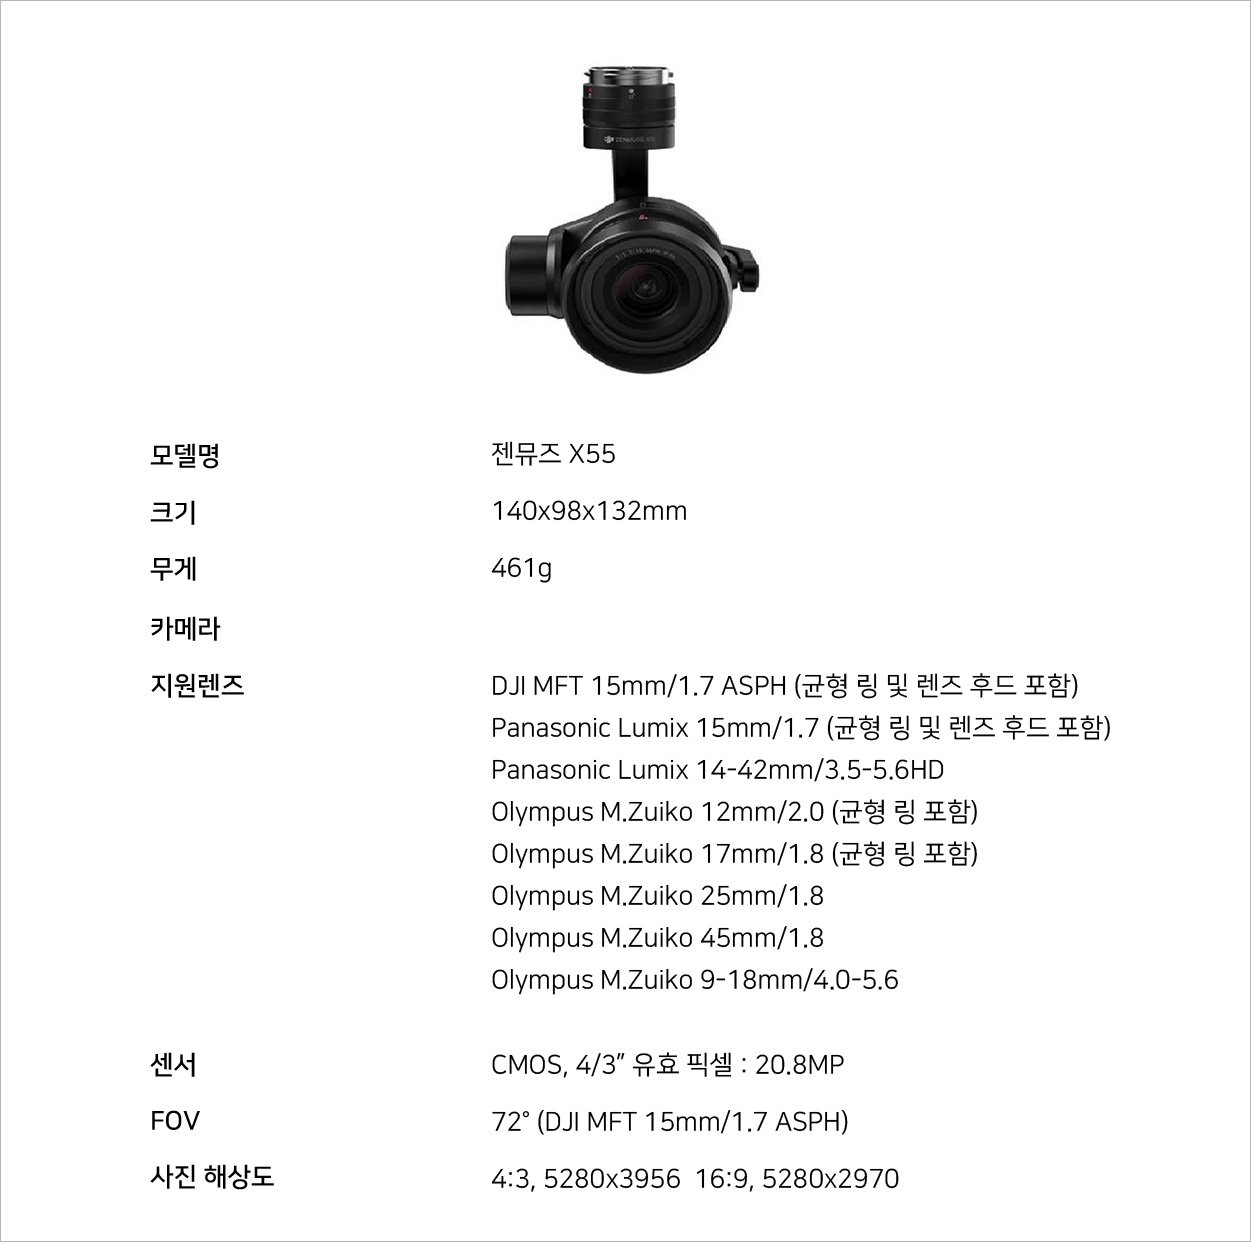 모델명 젠뮤즈 X55
크기 140x98x132mm
무게 461g
카메라
지원렌즈 DJI MFT 15mm/1.7 ASPH (균형 링 및 렌즈 후드 포함)
Panasonic Lumix 15mm/1.7 (균형 링 및 렌즈 후드 포함)
Panasonic Lumix 14-42mm/3.5-5.6HD
Olympus M.Zuiko 12mm/2.0 (균형 링 포함)
Olympus M.Zuiko 17mm/1.8 (균형 링 포함)
Olympus M.Zuiko 25mm/1.8
Olympus M.Zuiko 45mm/1.8
Olympus M.Zuiko 9-18mm/4.0-5.6
센서 CMOS, 4/3” 유효 픽셀 : 20.8MP
FOV 72° (DJI MFT 15mm/1.7 ASPH)
사진 해상도 4:3, 5280x3956 16:9, 5280x2970